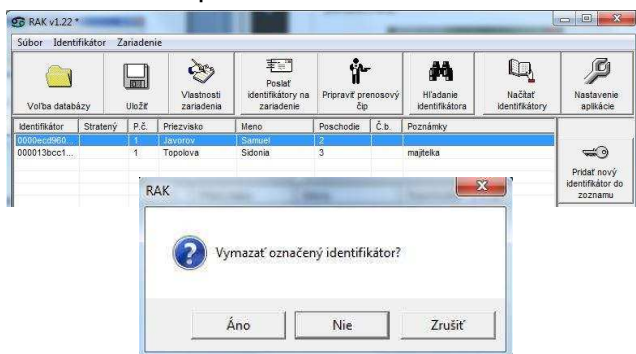 RAK v1.22 *
Súbor Identifikátor Zariadenie
Voľba databázy
Uložiť
Vlastnosti
zariadenia
Poslať
identifikátory na
zariadenie
Pripraviť prenosový
čip
Hľadanie
identifikátora
Načítať
identifikátory
Nastavenie
aplikácie
Identifikátor Stratený P.č. Priezvisko Meno Poschodie Č.b. Poznámky
0000ecd960... 1 Javorov Samuel 2
000013bcc1... 1 Topolova Sidonia 3 majitelka
Pridať nový
identifikátor do
zoznamu
RAK
Vymazať označený identifikátor?
Áno Nie Zrušiť